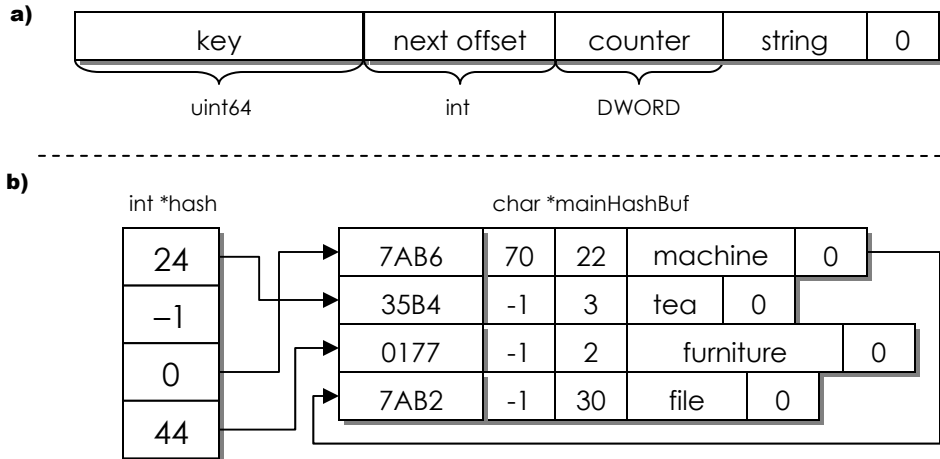 a)
key next offset counter string 0
uint64 int DWORD
b)
int *hash char *mainHashBuf
24 7AB6 70 22 machine 0
–1 35B4 -1 3 tea 0
0 0177 -1 2 furniture 0
44 7AB2 -1 30 file 0